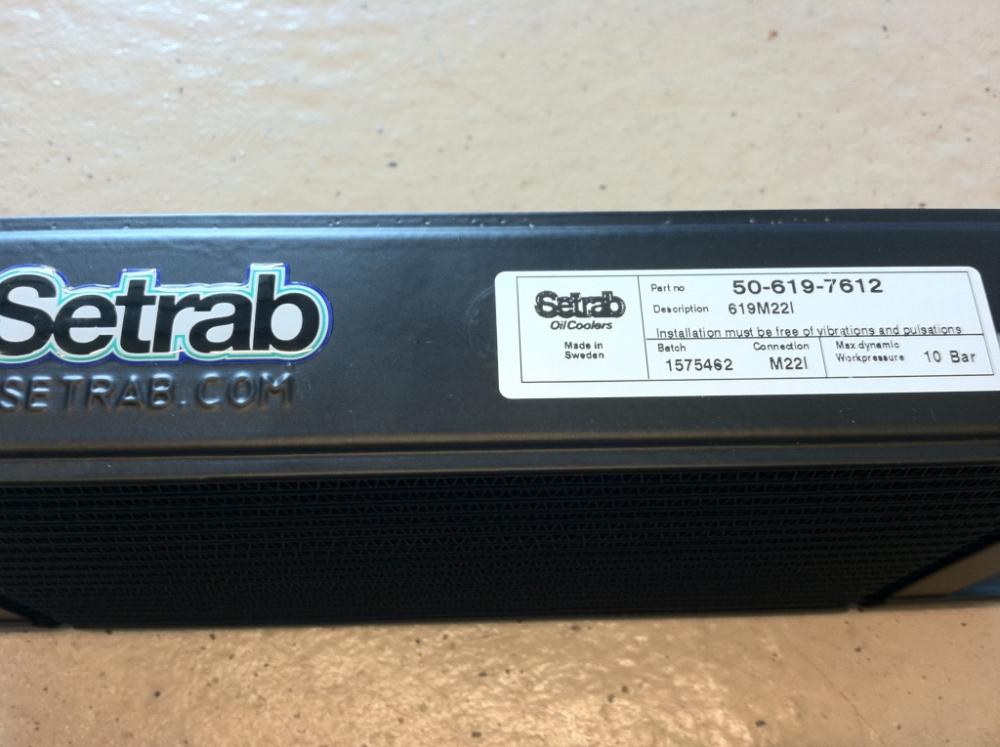 Setrab
SETRAB.COM
Setrab
Oil Coolers
Made in
Sweden
Part no 50-619-7612
Description 619M22I
Installation must be free of vibrations and pulsations
Batch Connection
1575462 M22I
Max dynamic
Workpressure 10 Bar